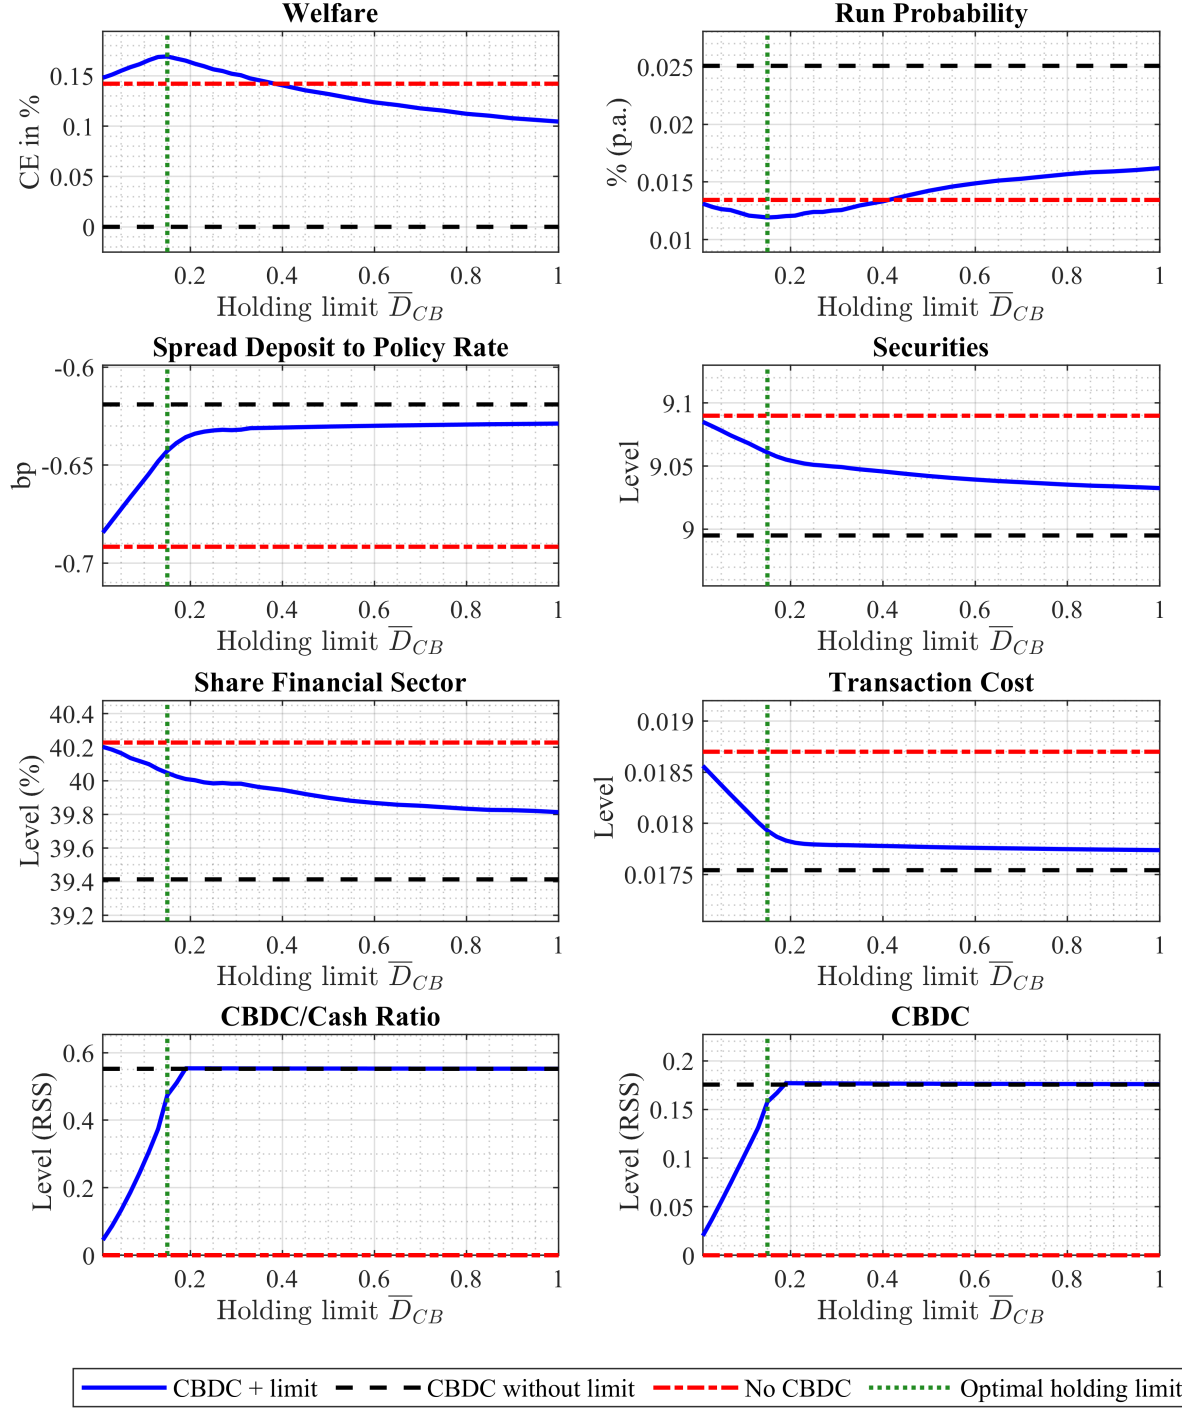 Welfare
CE in %
0.15
0.1
0.05
0
0.2 0.4 0.6 0.8 1
Holding limit D̅_CB
Run Probability
% (p.a.)
0.025
0.02
0.015
0.01
0.2 0.4 0.6 0.8 1
Holding limit D̅_CB
Spread Deposit to Policy Rate
bp
-0.6
-0.65
-0.7
0.2 0.4 0.6 0.8 1
Holding limit D̅_CB
Securities
Level
9.1
9.05
9
0.2 0.4 0.6 0.8 1
Holding limit D̅_CB
Share Financial Sector
Level (%)
40.4
40.2
40
39.8
39.6
39.4
39.2
0.2 0.4 0.6 0.8 1
Holding limit D̅_CB
Transaction Cost
Level
0.019
0.0185
0.018
0.0175
0.2 0.4 0.6 0.8 1
Holding limit D̅_CB
CBDC/Cash Ratio
Level (RSS)
0.6
0.4
0.2
0
0.2 0.4 0.6 0.8 1
Holding limit D̅_CB
CBDC
Level (RSS)
0.2
0.15
0.1
0.05
0
0.2 0.4 0.6 0.8 1
Holding limit D̅_CB
CBDC + limit CBDC without limit No CBDC Optimal holding limit